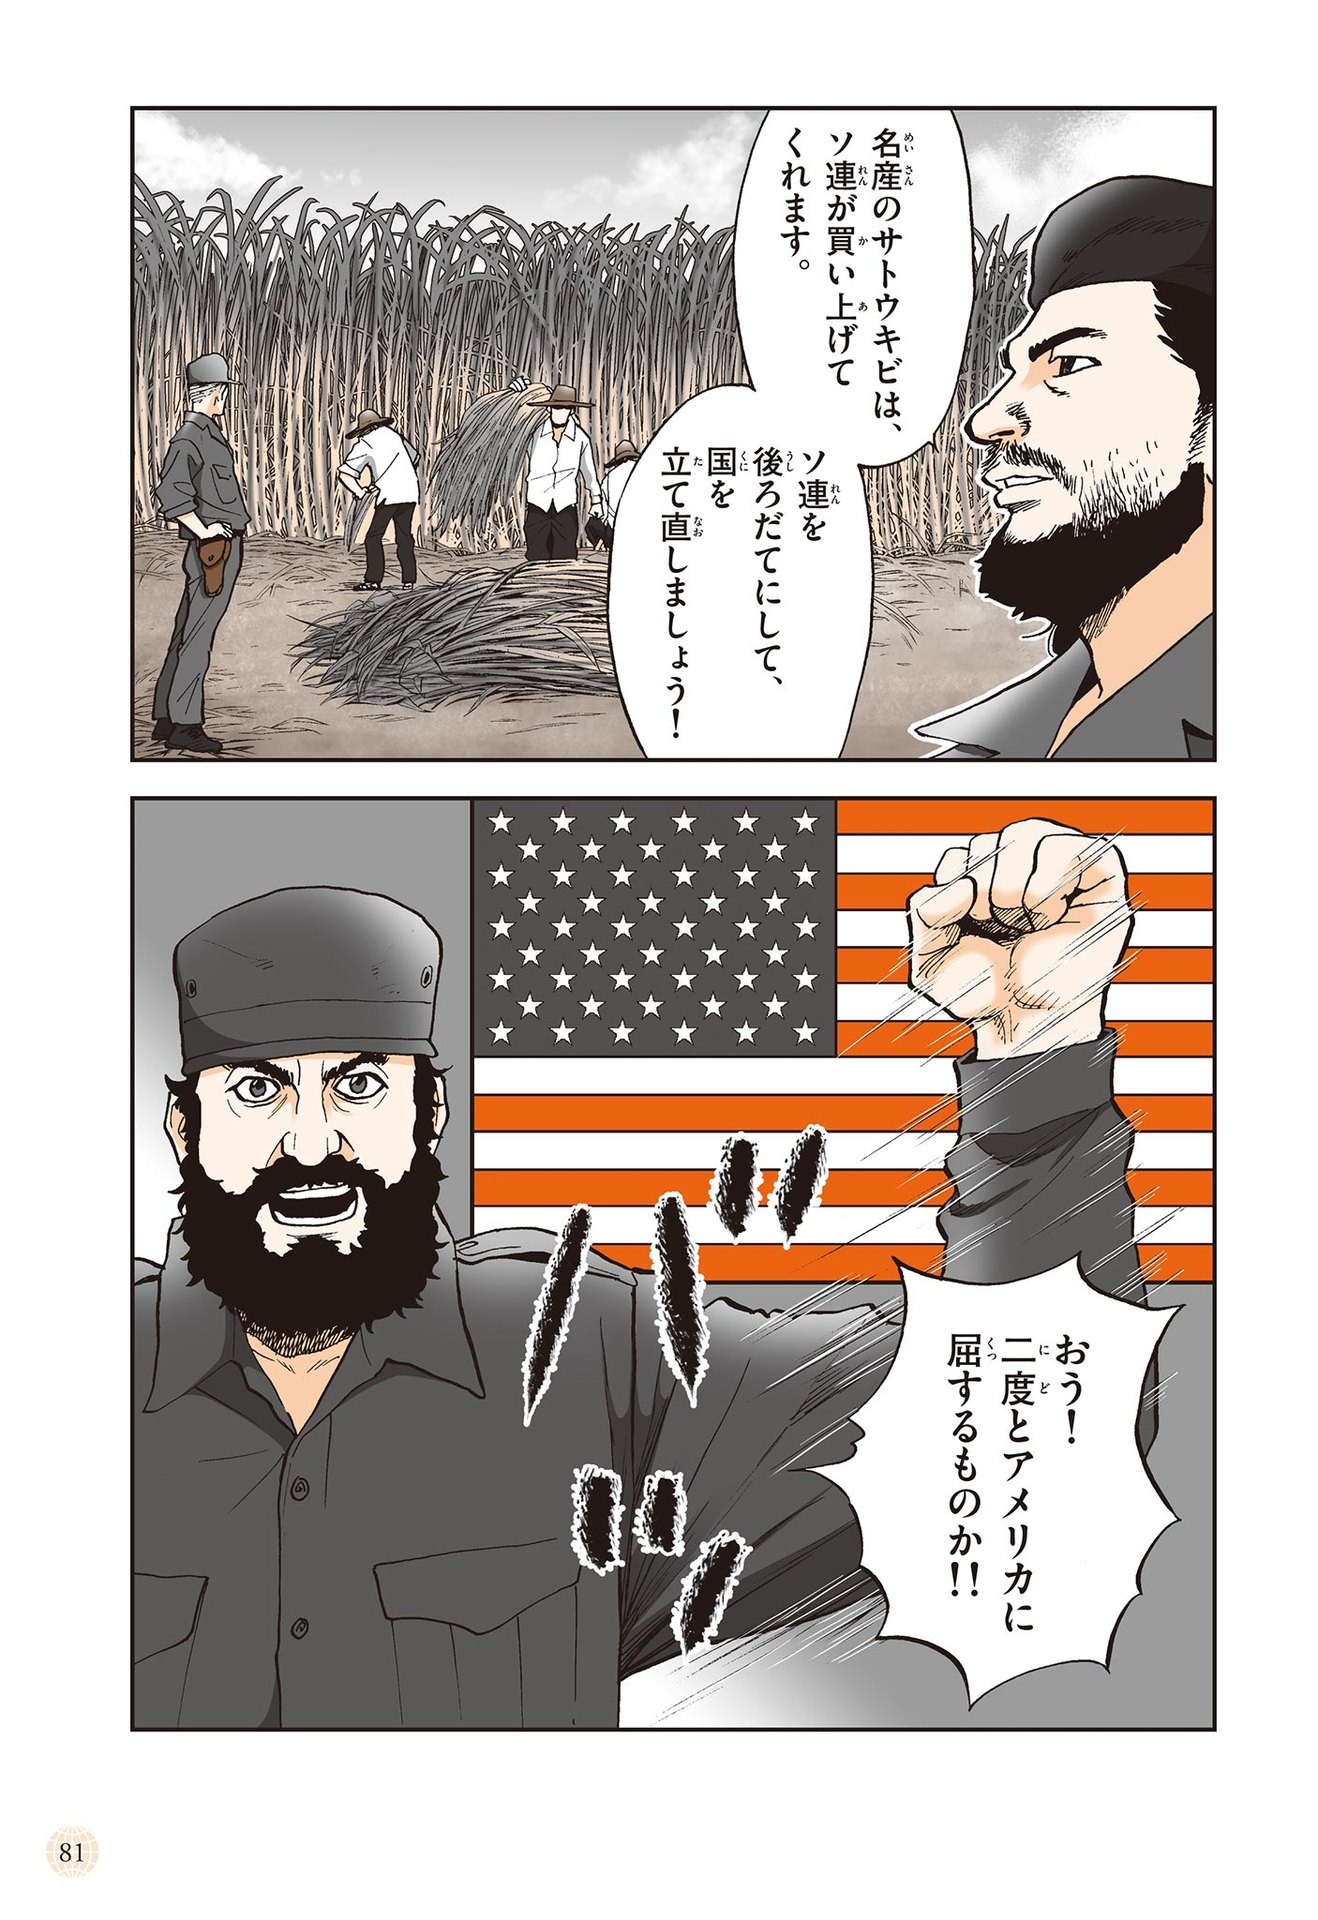 名産のサトウキビは、
ソ連が買い上げて
くれます。
ソ連を
後ろだてにして、
国を
立て直しましょう!
おう!
二度とアメリカに
屈するものか!!
バン
81